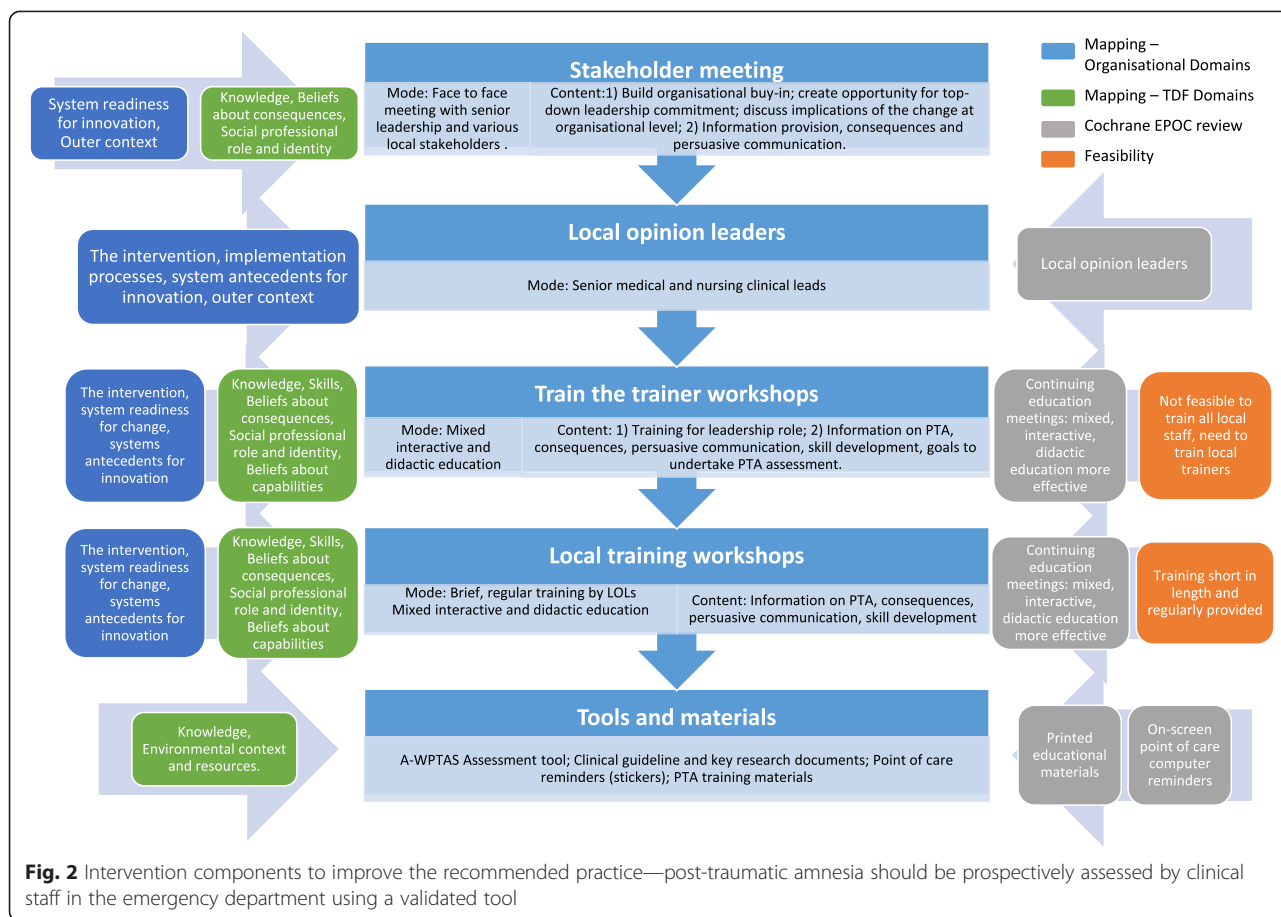 Stakeholder meeting
Mode: Face to face
meeting with senior
leadership and various
local stakeholders .
Content:1) Build organisational buy-in; create opportunity for top-
down leadership commitment; discuss implications of the change at
organisational level; 2) Information provision, consequences and
persuasive communication.
System readiness
for innovation,
Outer context
Knowledge, Beliefs
about consequences,
Social professional
role and identity
Mapping –
Organisational Domains
Mapping – TDF Domains
Cochrane EPOC review
Feasibility
The intervention, implementation
processes, system antecedents for
innovation, outer context
Local opinion leaders
Mode: Senior medical and nursing clinical leads
Local opinion leaders
The intervention,
system readiness
for change,
systems
antecedents for
innovation
Knowledge, Skills,
Beliefs about
consequences,
Social professional
role and identity,
Beliefs about
capabilities
Train the trainer workshops
Mode: Mixed
interactive and
didactic education
Content: 1) Training for leadership role; 2) Information on PTA,
consequences, persuasive communication, skill development, goals to
undertake PTA assessment.
Continuing
education
meetings: mixed,
interactive,
didactic
education more
effective
Not feasible to
train all local
staff, need to
train local
trainers
The intervention,
system readiness
for change,
systems
antecedents for
innovation
Knowledge, Skills,
Beliefs about
consequences,
Social professional
role and identity,
Beliefs about
capabilities
Local training workshops
Mode: Brief, regular training by LOLs
Mixed interactive and didactic education
Content: Information on PTA, consequences,
persuasive communication, skill development
Continuing
education
meetings: mixed,
interactive,
didactic education
more effective
Training short in
length and
regularly provided
Knowledge,
Environmental context
and resources.
Tools and materials
A-WPTAS Assessment tool; Clinical guideline and key research documents; Point of care
reminders (stickers); PTA training materials
Printed
educational
materials
On-screen
point of care
computer
reminders
Fig. 2 Intervention components to improve the recommended practice—post-traumatic amnesia should be prospectively assessed by clinical
staff in the emergency department using a validated tool